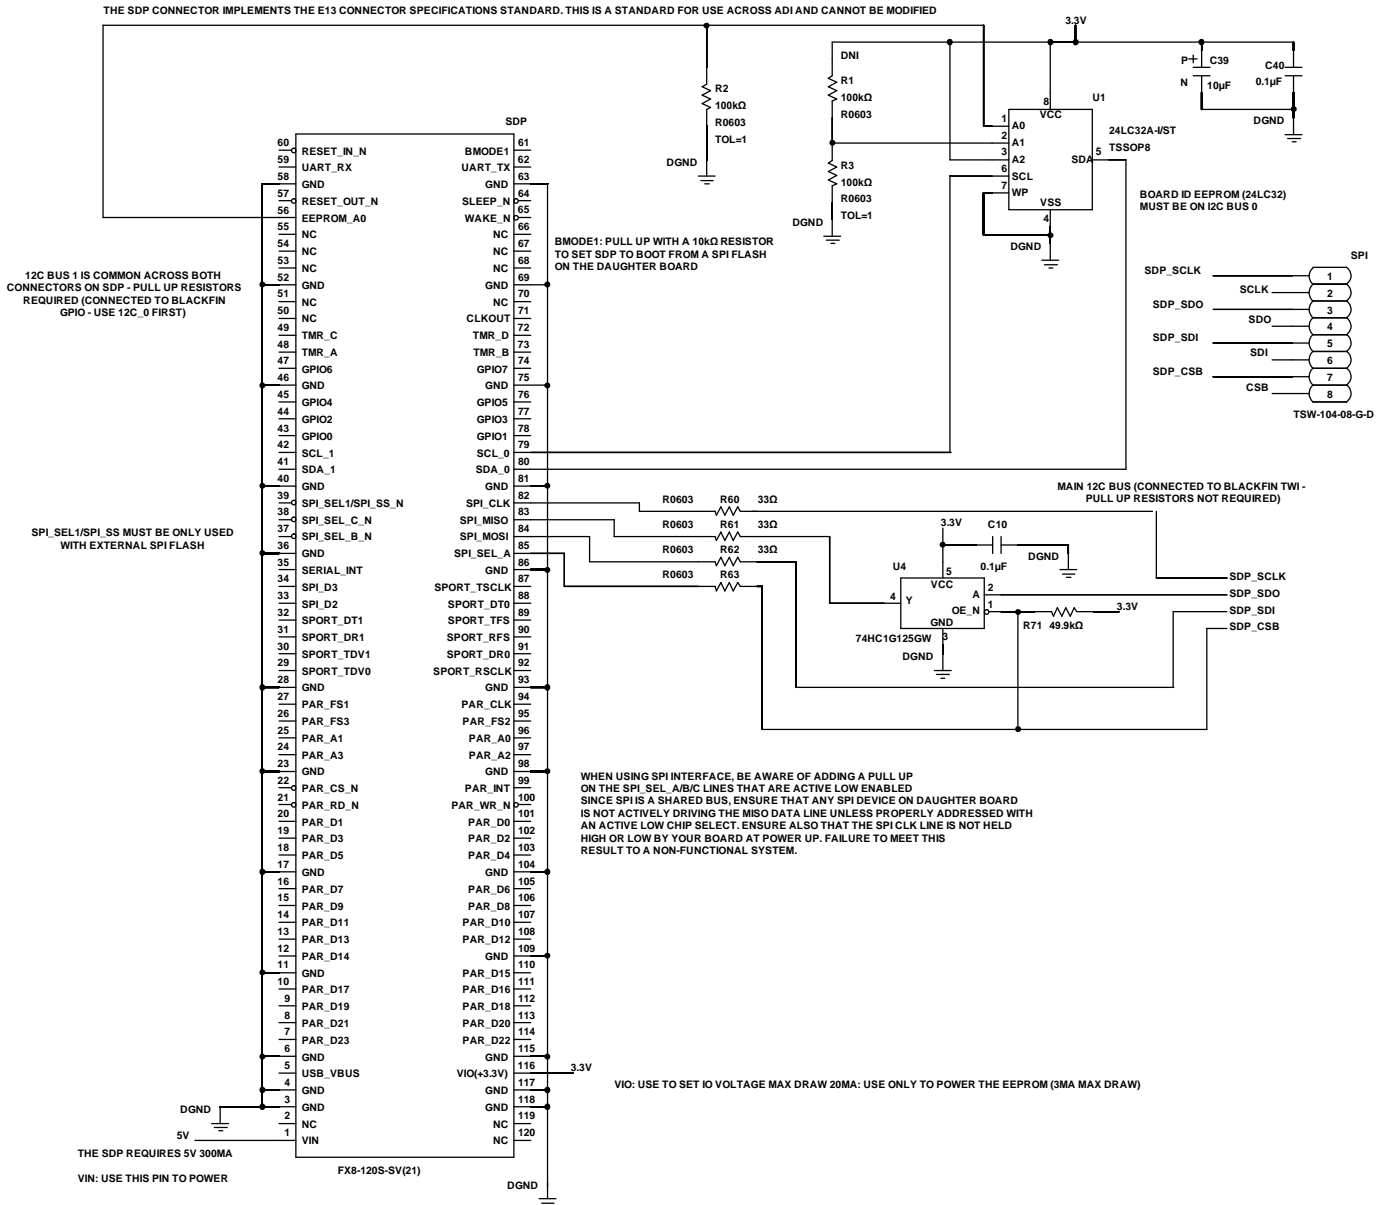 THE SDP CONNECTOR IMPLEMENTS THE E13 CONNECTOR SPECIFICATIONS STANDARD. THIS IS A STANDARD FOR USE ACROSS ADI AND CANNOT BE MODIFIED
3.3V
DNI
R1
100kΩ
R0603
R2
100kΩ
R0603
TOL=1
DGND
R3
100kΩ
R0603
TOL=1
DGND
P+
C39
N
10µF
C40
0.1µF
DGND
U1
8
VCC
1 A0
2 A1
3 A2
6 SCL
7 WP
SDA 5
VSS
4
DGND
24LC32A-I/ST
TSSOP8
BOARD ID EEPROM (24LC32)
MUST BE ON I2C BUS 0
SPI
SDP_SCLK 1
SCLK 2
SDP_SDO 3
SDO 4
SDP_SDI 5
SDI 6
SDP_CSB 7
CSB 8
TSW-104-08-G-D
SDP
60 RESET_IN_N BMODE1 61
59 UART_RX UART_TX 62
58 GND GND 63
57 RESET_OUT_N SLEEP_N 64
56 EEPROM_A0 WAKE_N 65
55 NC NC 66
54 NC NC 67
53 NC NC 68
52 GND GND 69
51 NC NC 70
50 NC CLKOUT 71
49 TMR_C TMR_D 72
48 TMR_A TMR_B 73
47 GPIO6 GPIO7 74
46 GND GND 75
45 GPIO4 GPIO5 76
44 GPIO2 GPIO3 77
43 GPIO0 GPIO1 78
42 SCL_1 SCL_0 79
41 SDA_1 SDA_0 80
40 GND GND 81
39 SPI_SEL1/SPI_SS_N SPI_CLK 82
38 SPI_SEL_C_N SPI_MISO 83
37 SPI_SEL_B_N SPI_MOSI 84
36 GND SPI_SEL_A 85
35 SERIAL_INT GND 86
34 SPI_D3 SPORT_TSCLK 87
33 SPI_D2 SPORT_DT0 88
32 SPORT_DT1 SPORT_TFS 89
31 SPORT_DR1 SPORT_RFS 90
30 SPORT_TDV1 SPORT_DR0 91
29 SPORT_TDV0 SPORT_RSCLK 92
28 GND GND 93
27 PAR_FS1 PAR_CLK 94
26 PAR_FS3 PAR_FS2 95
25 PAR_A1 PAR_A0 96
24 PAR_A3 PAR_A2 97
23 GND GND 98
22 PAR_CS_N PAR_INT 99
21 PAR_RD_N PAR_WR_N 100
20 PAR_D1 PAR_D0 101
19 PAR_D3 PAR_D2 102
18 PAR_D5 PAR_D4 103
17 GND GND 104
16 PAR_D7 PAR_D6 105
15 PAR_D9 PAR_D8 106
14 PAR_D11 PAR_D10 107
13 PAR_D13 PAR_D12 108
12 PAR_D14 GND 109
11 GND PAR_D15 110
10 PAR_D17 PAR_D16 111
9 PAR_D19 PAR_D18 112
8 PAR_D21 PAR_D20 113
7 PAR_D23 PAR_D22 114
6 GND GND 115
5 USB_VBUS VIO(+3.3V) 116 3.3V
4 GND GND 117
3 GND GND 118
2 NC NC 119
1 VIN NC 120
FX8-120S-SV(21)
DGND
5V
DGND
THE SDP REQUIRES 5V 300MA
VIN: USE THIS PIN TO POWER
12C BUS 1 IS COMMON ACROSS BOTH
CONNECTORS ON SDP - PULL UP RESISTORS
REQUIRED (CONNECTED TO BLACKFIN
GPIO - USE 12C_0 FIRST)
SPI_SEL1/SPI_SS MUST BE ONLY USED
WITH EXTERNAL SPI FLASH
BMODE1: PULL UP WITH A 10kΩ RESISTOR
TO SET SDP TO BOOT FROM A SPI FLASH
ON THE DAUGHTER BOARD
MAIN 12C BUS (CONNECTED TO BLACKFIN TWI -
PULL UP RESISTORS NOT REQUIRED)
R0603 R60 33Ω
R0603 R61 33Ω
R0603 R62 33Ω
R0603 R63
3.3V
C10
0.1µF
DGND
U4
5
VCC
4 Y
A 2
OE_N 1
GND
3
74HC1G125GW
DGND
R71 49.9kΩ
3.3V
SDP_SCLK
SDP_SDO
SDP_SDI
SDP_CSB
WHEN USING SPI INTERFACE, BE AWARE OF ADDING A PULL UP
ON THE SPI_SEL_A/B/C LINES THAT ARE ACTIVE LOW ENABLED
SINCE SPI IS A SHARED BUS, ENSURE THAT ANY SPI DEVICE ON DAUGHTER BOARD
IS NOT ACTIVELY DRIVING THE MISO DATA LINE UNLESS PROPERLY ADDRESSED WITH
AN ACTIVE LOW CHIP SELECT. ENSURE ALSO THAT THE SPI CLK LINE IS NOT HELD
HIGH OR LOW BY YOUR BOARD AT POWER UP. FAILURE TO MEET THIS
RESULT TO A NON-FUNCTIONAL SYSTEM.
VIO: USE TO SET IO VOLTAGE MAX DRAW 20MA: USE ONLY TO POWER THE EEPROM (3MA MAX DRAW)